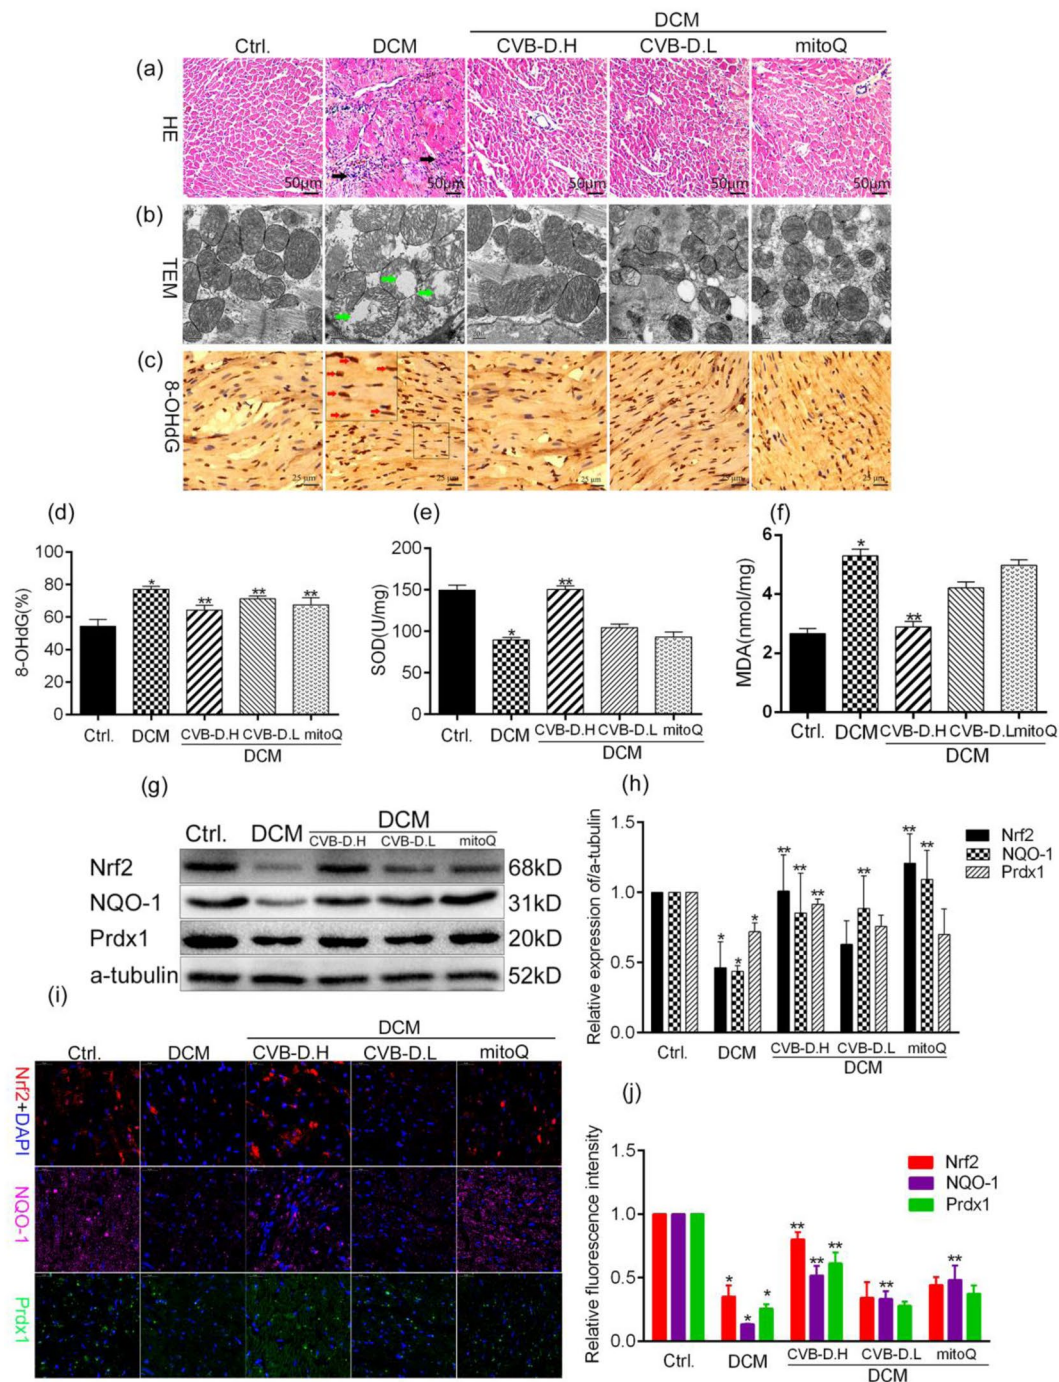 DCM
Ctrl. DCM CVB-D.H CVB-D.L mitoQ
(a)
HE
50μm 50μm 50μm 50μm 50μm
(b)
TEM
(c)
8-OHdG
25 μm 25 μm 25 μm 25 μm 25 μm
(d)
8-OHdG(%)
100
80
60
40
20
0
* ** ** **
Ctrl. DCM CVB-D.H CVB-D.L mitoQ
DCM
(e)
SOD(U/mg)
200
150
100
50
0
* **
Ctrl. DCM CVB-D.H CVB-D.L mitoQ
DCM
(f)
MDA(nmol/mg)
6
4
2
0
* **
Ctrl. DCM CVB-D.H CVB-D.LmitoQ
DCM
(g)
DCM
Ctrl. DCM CVB-D.H CVB-D.L mitoQ
Nrf2 68kD
NQO-1 31kD
Prdx1 20kD
a-tubulin 52kD
(h)
Relative expression of/a-tubulin
1.5
1.0
0.5
0.0
* * * ** ** ** ** ** **
Nrf2
NQO-1
Prdx1
Ctrl. DCM CVB-D.H CVB-D.L mitoQ
DCM
(i)
DCM
Ctrl. DCM CVB-D.H CVB-D.L mitoQ
Nrf2+DAPI
NQO-1
Prdx1
(j)
Relative fluorescence intensity
1.5
1.0
0.5
0.0
* * * ** ** ** ** **
Nrf2
NQO-1
Prdx1
Ctrl. DCM CVB-D.H CVB-D.L mitoQ
DCM